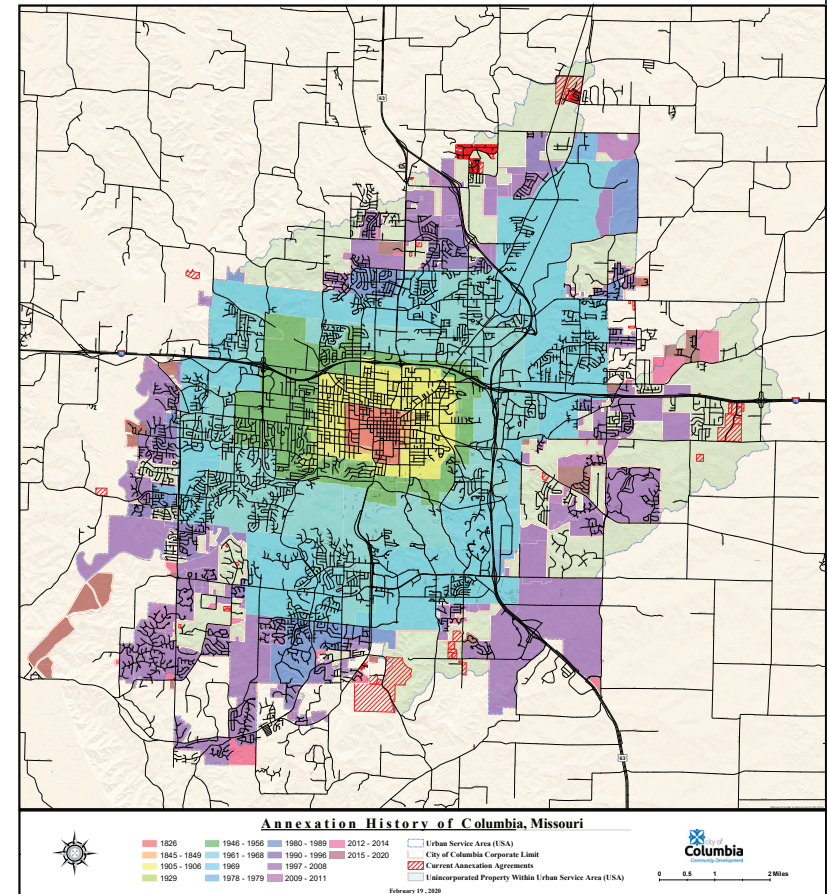 63
63
Annexation History of Columbia, Missouri
1826
1845 - 1849
1905 - 1906
1929
1946 - 1956
1961 - 1968
1969
1978 - 1979
1980 - 1989
1990 - 1996
1997 - 2008
2009 - 2011
2012 - 2014
2015 - 2020
Urban Service Area (USA)
City of Columbia Corporate Limit
Current Annexation Agreements
Unincorporated Property Within Urban Service Area (USA)
city of
Columbia
Community Development
0 0.5 1 2 Miles
February 19, 2020